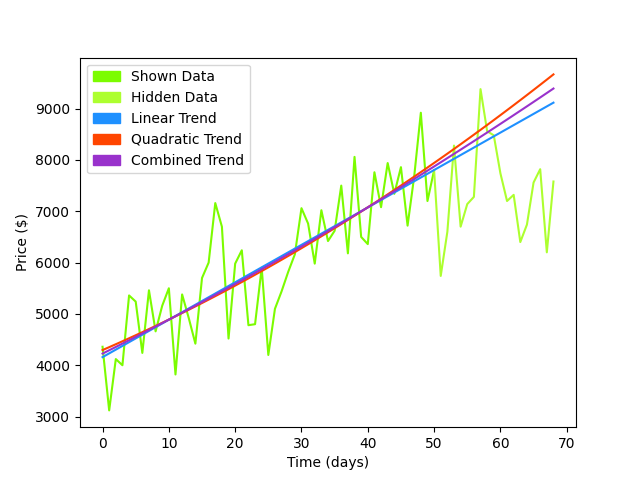 Shown Data
Hidden Data
Linear Trend
Quadratic Trend
Combined Trend
9000
8000
7000
6000
5000
4000
3000
Price ($)
0 10 20 30 40 50 60 70
Time (days)